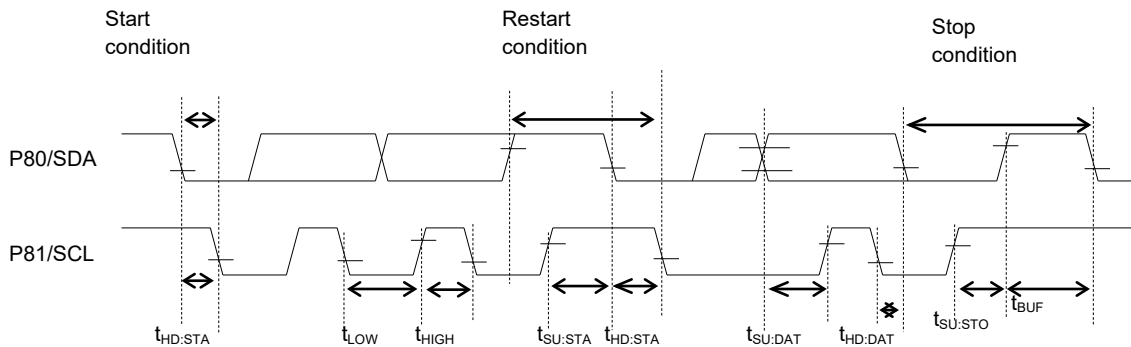 Start
condition
Restart
condition
Stop
condition
P80/SDA
P81/SCL
tHD:STA
tLOW
tHIGH
tSU:STA
tHD:STA
tSU:DAT
tHD:DAT
tSU:STO
tBUF